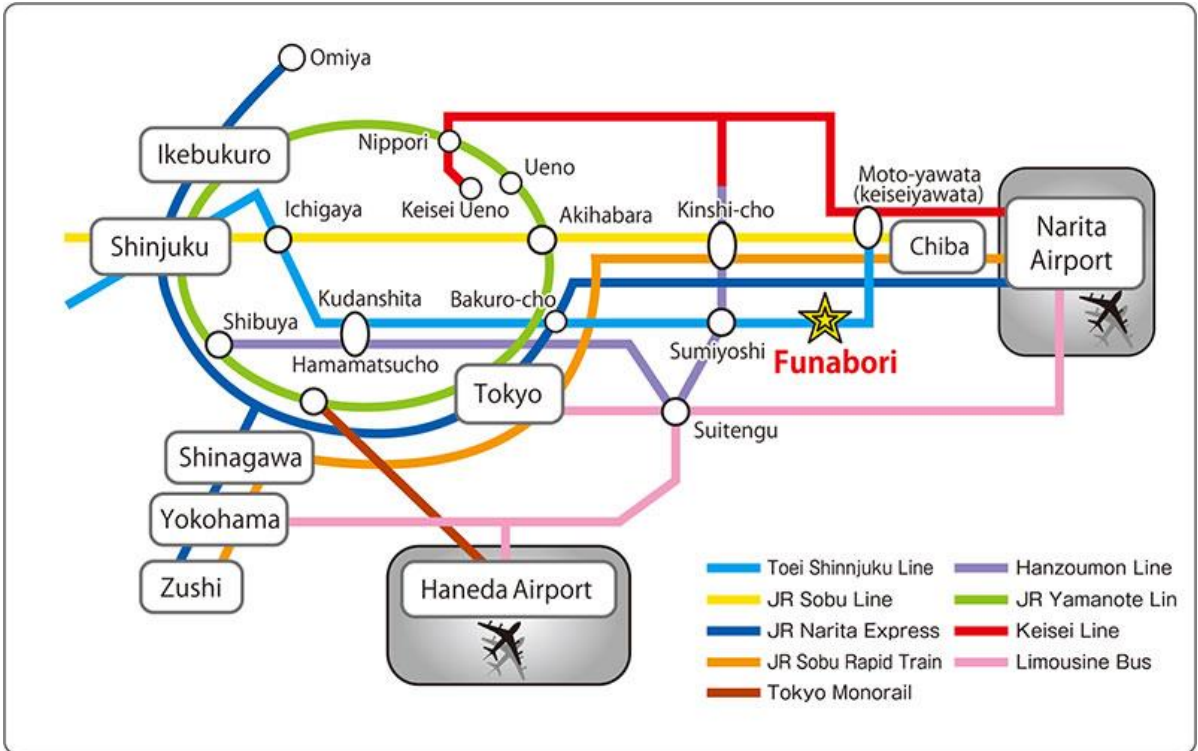 Omiya
Ikebukuro
Nippori
Ueno
Keisei Ueno
Moto-yawata
(keiseiyawata)
Ichigaya
Akihabara
Kinshi-cho
Shinjuku
Chiba
Narita
Airport
Kudanshita
Bakuro-cho
Shibuya
Hamamatsucho
Sumiyoshi
Funabori
Tokyo
Suitengu
Shinagawa
Yokohama
Zushi
Haneda Airport
Toei Shinnjuku Line
JR Sobu Line
JR Narita Express
JR Sobu Rapid Train
Tokyo Monorail
Hanzoumon Line
JR Yamanote Lin
Keisei Line
Limousine Bus